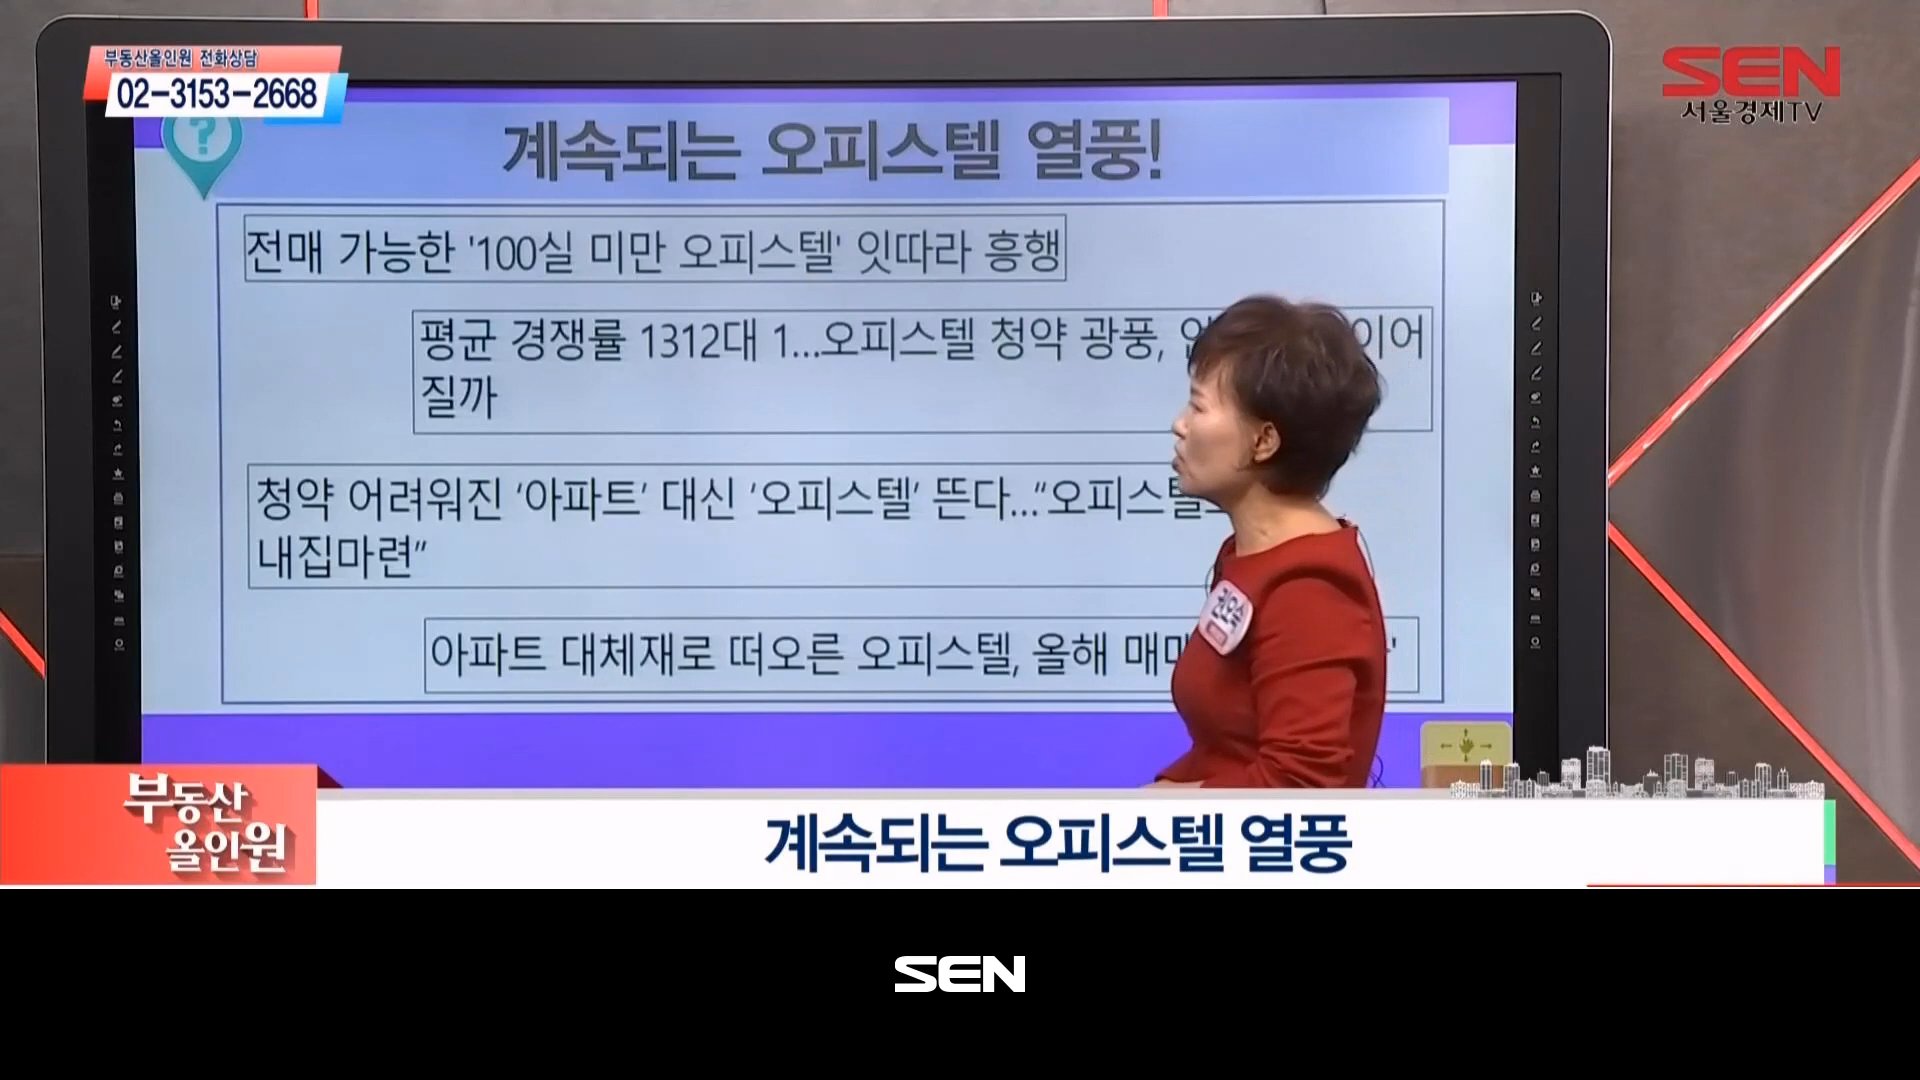 부동산올인원 전화상담
02-3153-2668
SEN
서울경제TV
?
계속되는 오피스텔 열풍!
전매 가능한 '100실 미만 오피스텔' 잇따라 흥행
평균 경쟁률 1312대 1...오피스텔 청약 광풍, 이어
질까
청약 어려워진 ‘아파트’ 대신 ‘오피스텔’ 뜬다...“오피스텔
내집마련”
아파트 대체재로 떠오른 오피스텔, 올해
부동산
올인원
계속되는 오피스텔 열풍
SEN